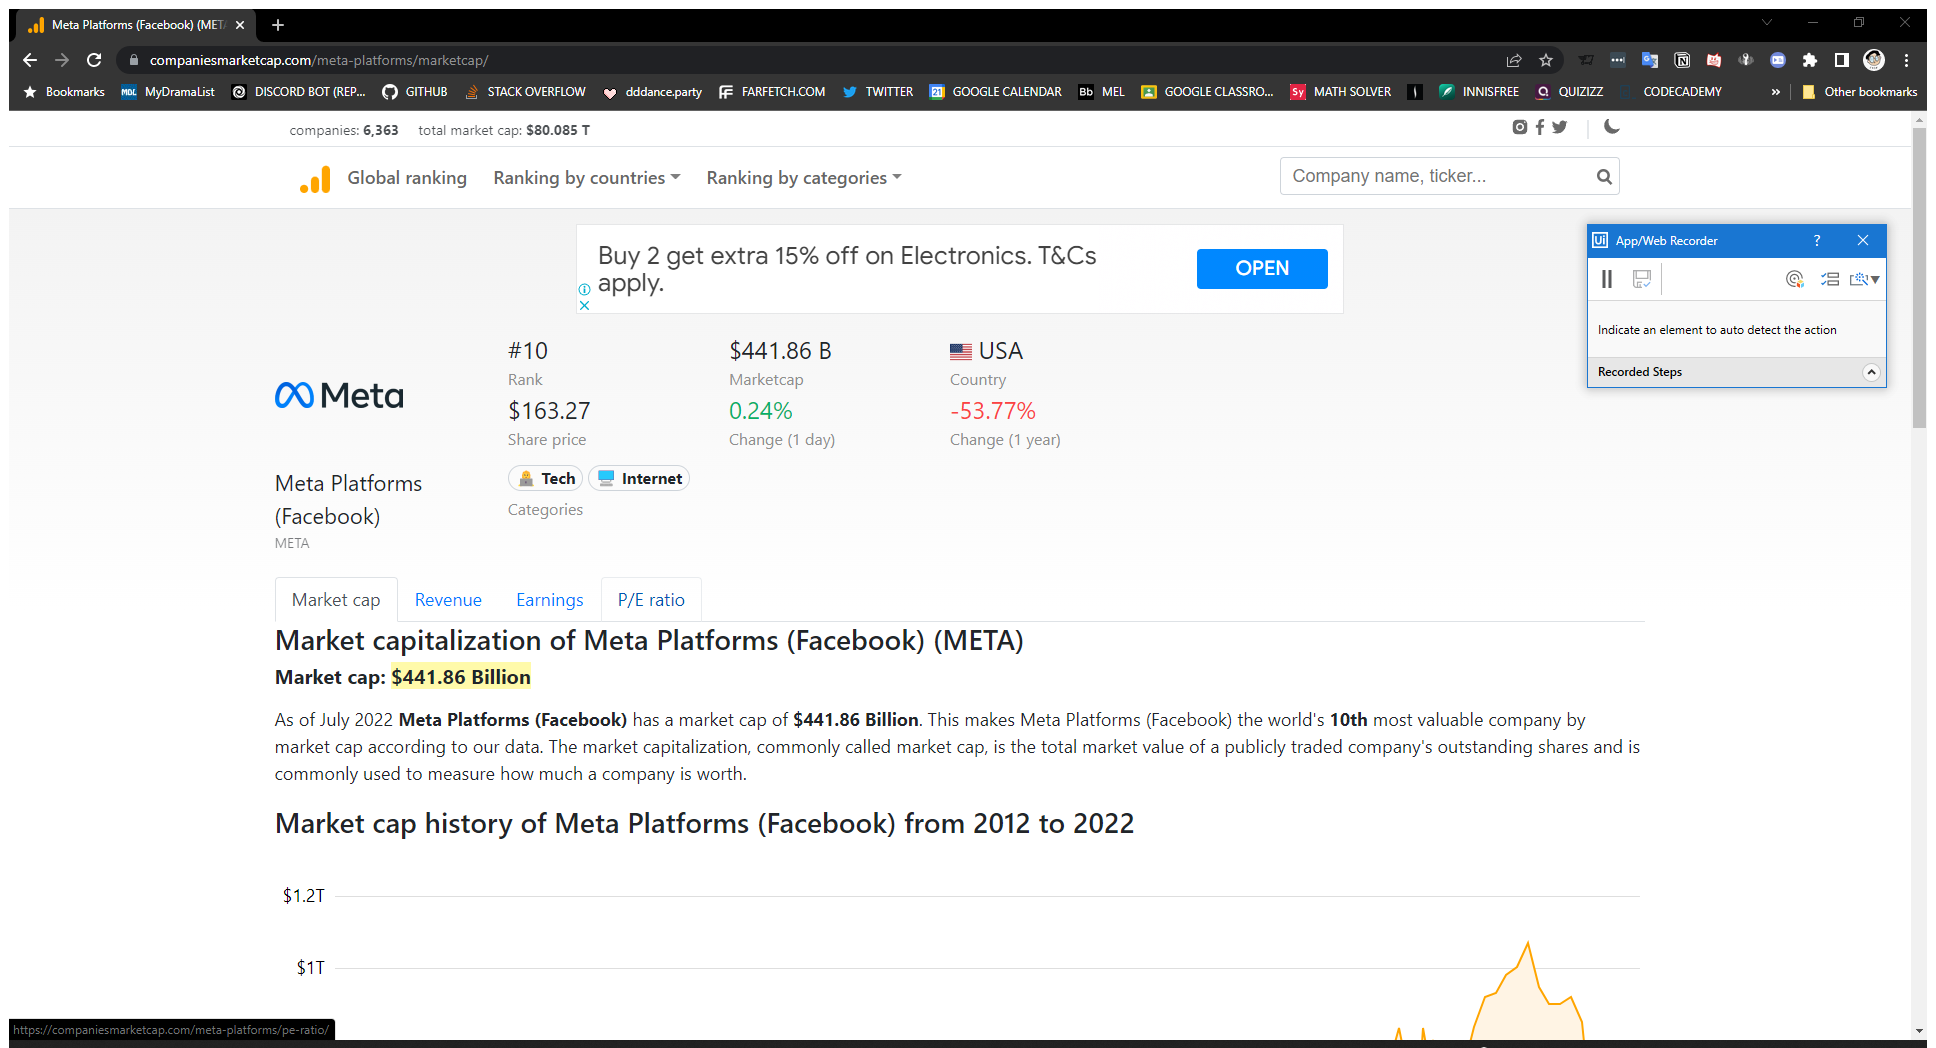 Meta Platforms (Facebook) (MET
companiesmarketcap.com/meta-platforms/marketcap/
Bookmarks MDL MyDramaList DISCORD BOT (REP... GITHUB STACK OVERFLOW dddance.party FARFETCH.COM TWITTER 21 GOOGLE CALENDAR Bb MEL GOOGLE CLASSRO... Sy MATH SOLVER INNISFREE Q QUIZIZZ CODECADEMY » Other bookmarks
companies: 6,363 total market cap: $80.085 T
Global ranking Ranking by countries Ranking by categories Company name, ticker...
Buy 2 get extra 15% off on Electronics. T&Cs
apply.
OPEN
Ui App/Web Recorder ?
Indicate an element to auto detect the action
Recorded Steps
Meta
#10 $441.86 B USA
Rank Marketcap Country
$163.27 0.24% -53.77%
Share price Change (1 day) Change (1 year)
Tech Internet
Categories
Meta Platforms
(Facebook)
META
Market cap Revenue Earnings P/E ratio
Market capitalization of Meta Platforms (Facebook) (META)
Market cap: $441.86 Billion
As of July 2022 Meta Platforms (Facebook) has a market cap of $441.86 Billion. This makes Meta Platforms (Facebook) the world's 10th most valuable company by
market cap according to our data. The market capitalization, commonly called market cap, is the total market value of a publicly traded company's outstanding shares and is
commonly used to measure how much a company is worth.
Market cap history of Meta Platforms (Facebook) from 2012 to 2022
$1.2T
$1T
https://companiesmarketcap.com/meta-platforms/pe-ratio/